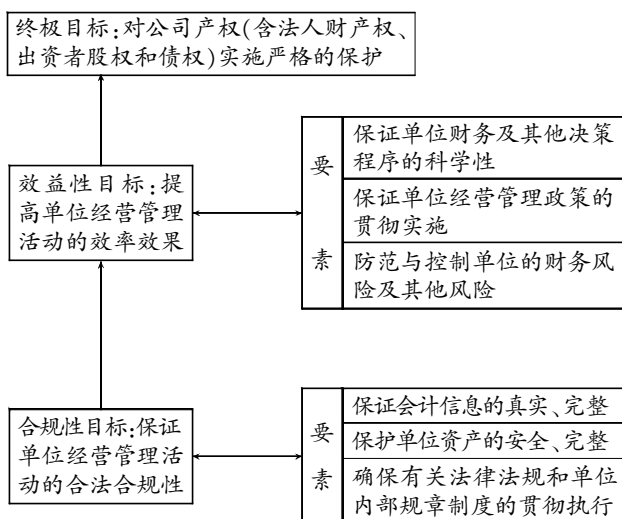 终极目标:对公司产权(含法人财产权、
出资者股权和债权)实施严格的保护
效益性目标:提
高单位经营管理
活动的效率效果
要
素
保证单位财务及其他决策
程序的科学性
保证单位经营管理政策的
贯彻实施
防范与控制单位的财务风
险及其他风险
合规性目标:保证
单位经营管理活
动的合法合规性
要
素
保证会计信息的真实、完整
保护单位资产的安全、完整
确保有关法律法规和单位
内部规章制度的贯彻执行